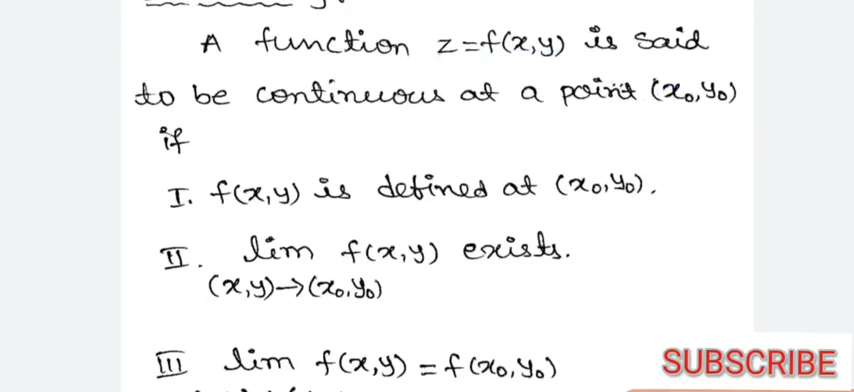 A function z=f(x,y) is said
to be continuous at a point (x₀,y₀)
if
I. f(x,y) is defined at (x₀,y₀).
II. lim f(x,y) exists.
(x,y)→(x₀,y₀)
III lim f(x,y) = f(x₀,y₀)
SUBSCRIBE